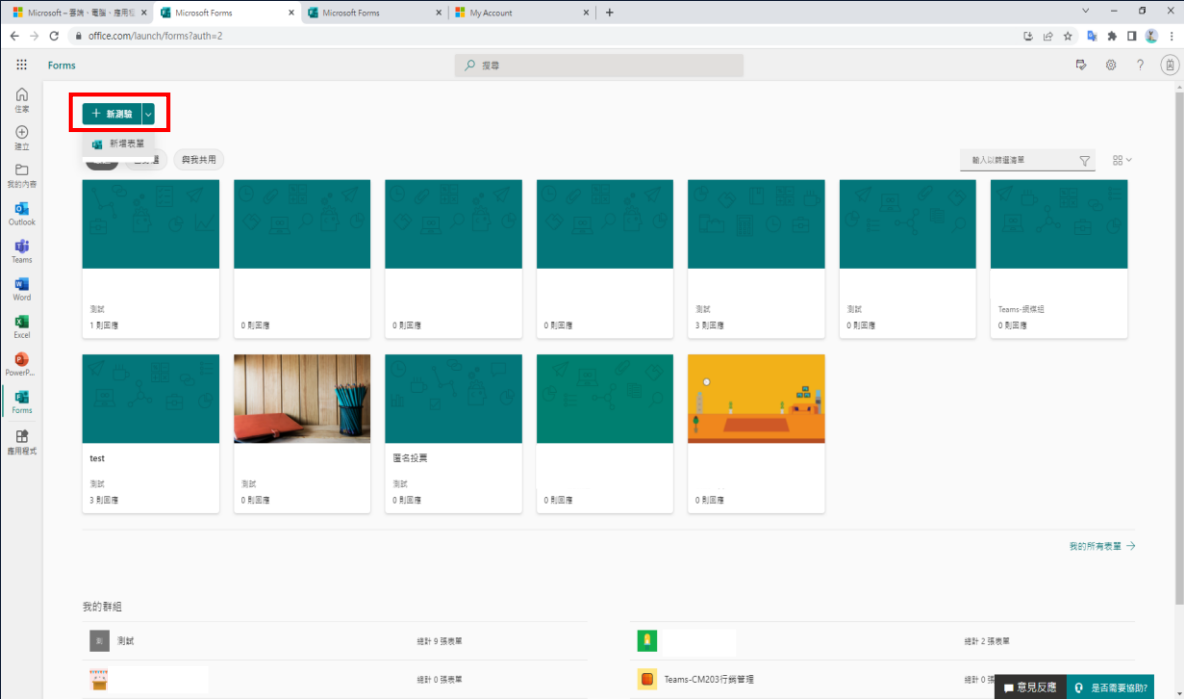 Microsoft – 雲端、電腦、應用程
Microsoft Forms
Microsoft Forms
My Account
office.com/launch/forms?auth=2
Forms
搜尋
住家
建立
我的內容
Outlook
Teams
Word
Excel
PowerP...
Forms
應用程式
+ 新測驗
新增表單
與我共用
輸入以篩選清單
測試
1 則回應
0 則回應
0 則回應
0 則回應
測試
3 則回應
測試
0 則回應
Teams-
0 則回應
test
測試
3 則回應
測試
0 則回應
匿名投票
測試
0 則回應
0 則回應
0 則回應
我的所有表單
我的群組
測 測試
總計 9 張表單
總計 2 張表單
總計 0 張表單
Teams-CM203行銷管理
總計 0 張
意見反應
是否需要協助?